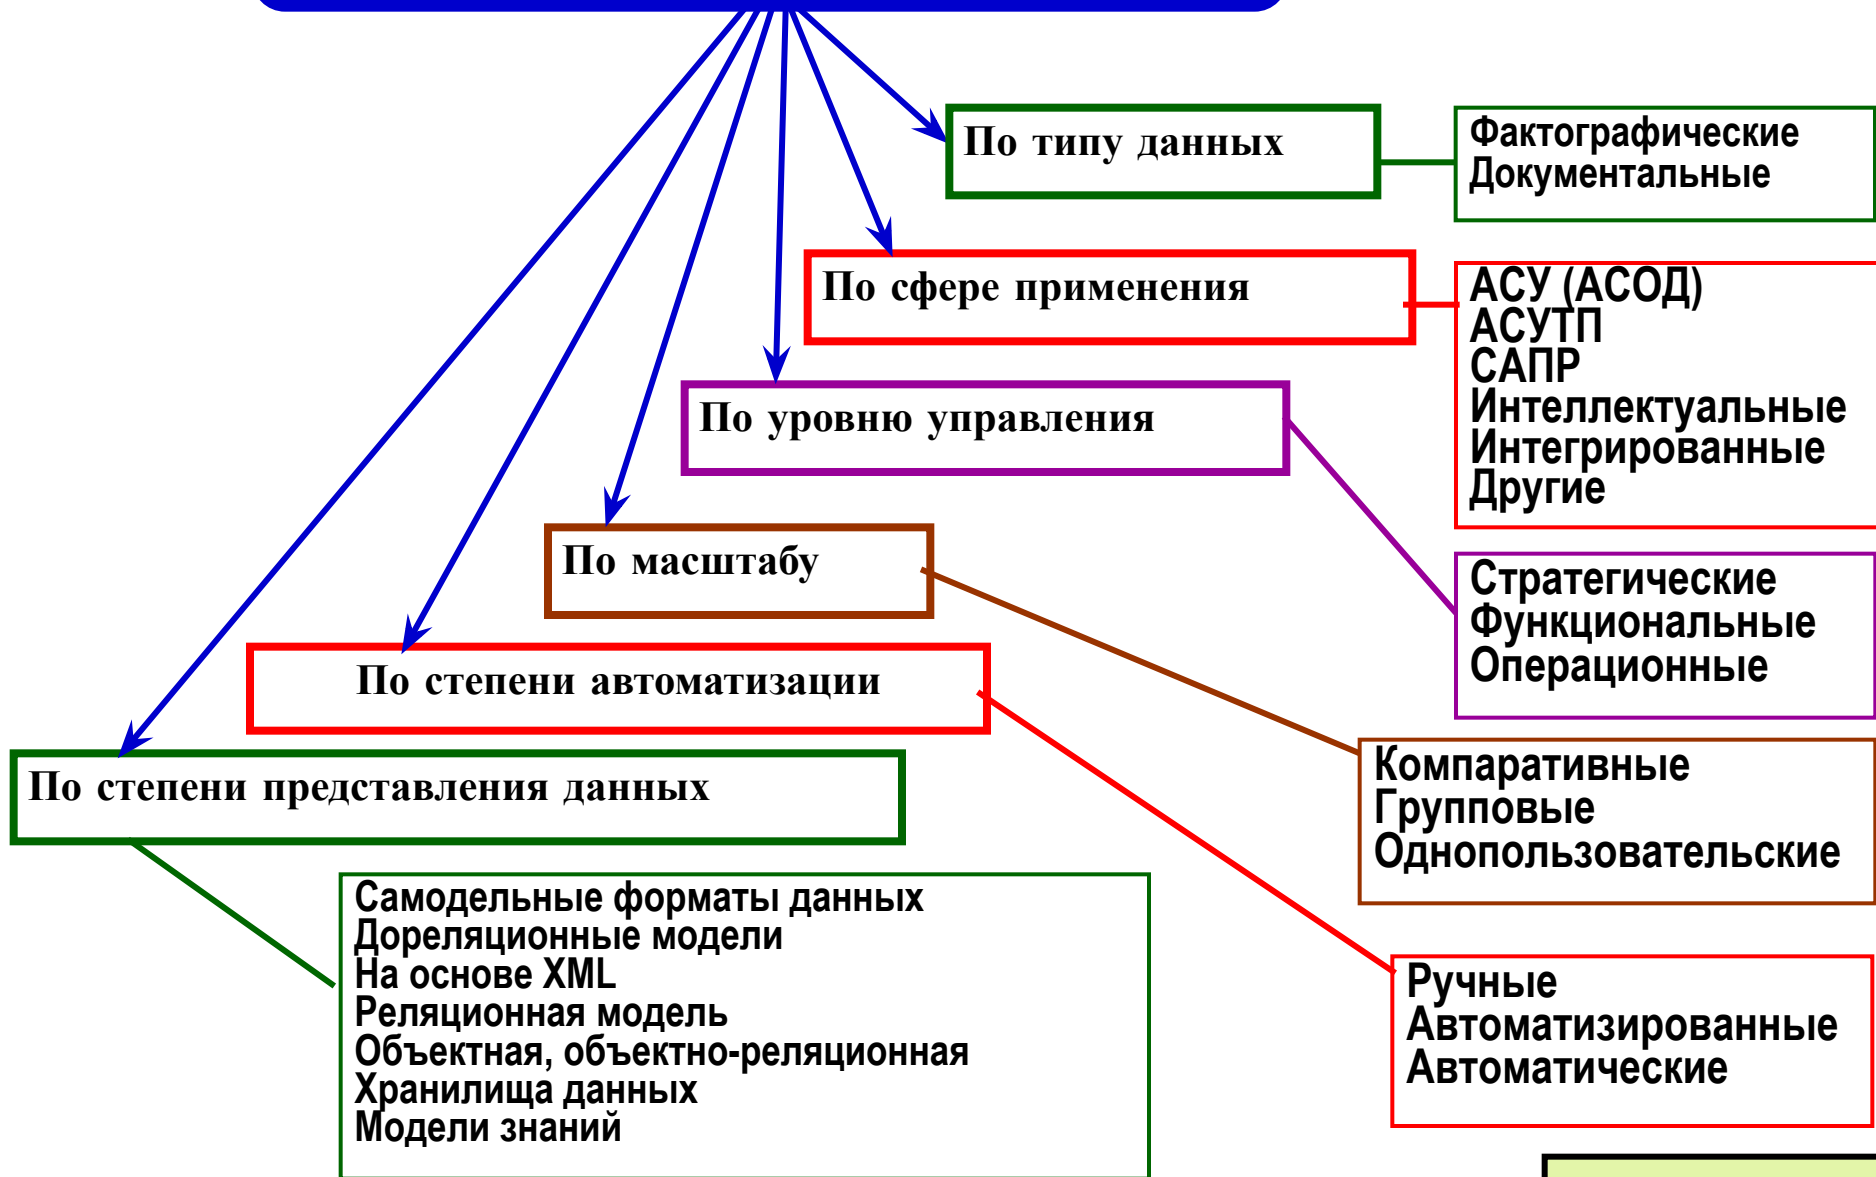 По типу данных
Фактографические
Документальные
По сфере применения
АСУ (АСОД)
АСУТП
САПР
Интеллектуальные
Интегрированные
Другие
По уровню управления
Стратегические
Функциональные
Операционные
По масштабу
Компаративные
Групповые
Однопользовательские
По степени автоматизации
Ручные
Автоматизированные
Автоматические
По степени представления данных
Самодельные форматы данных
Дореляционные модели
На основе XML
Реляционная модель
Объектная, объектно-реляционная
Хранилища данных
Модели знаний